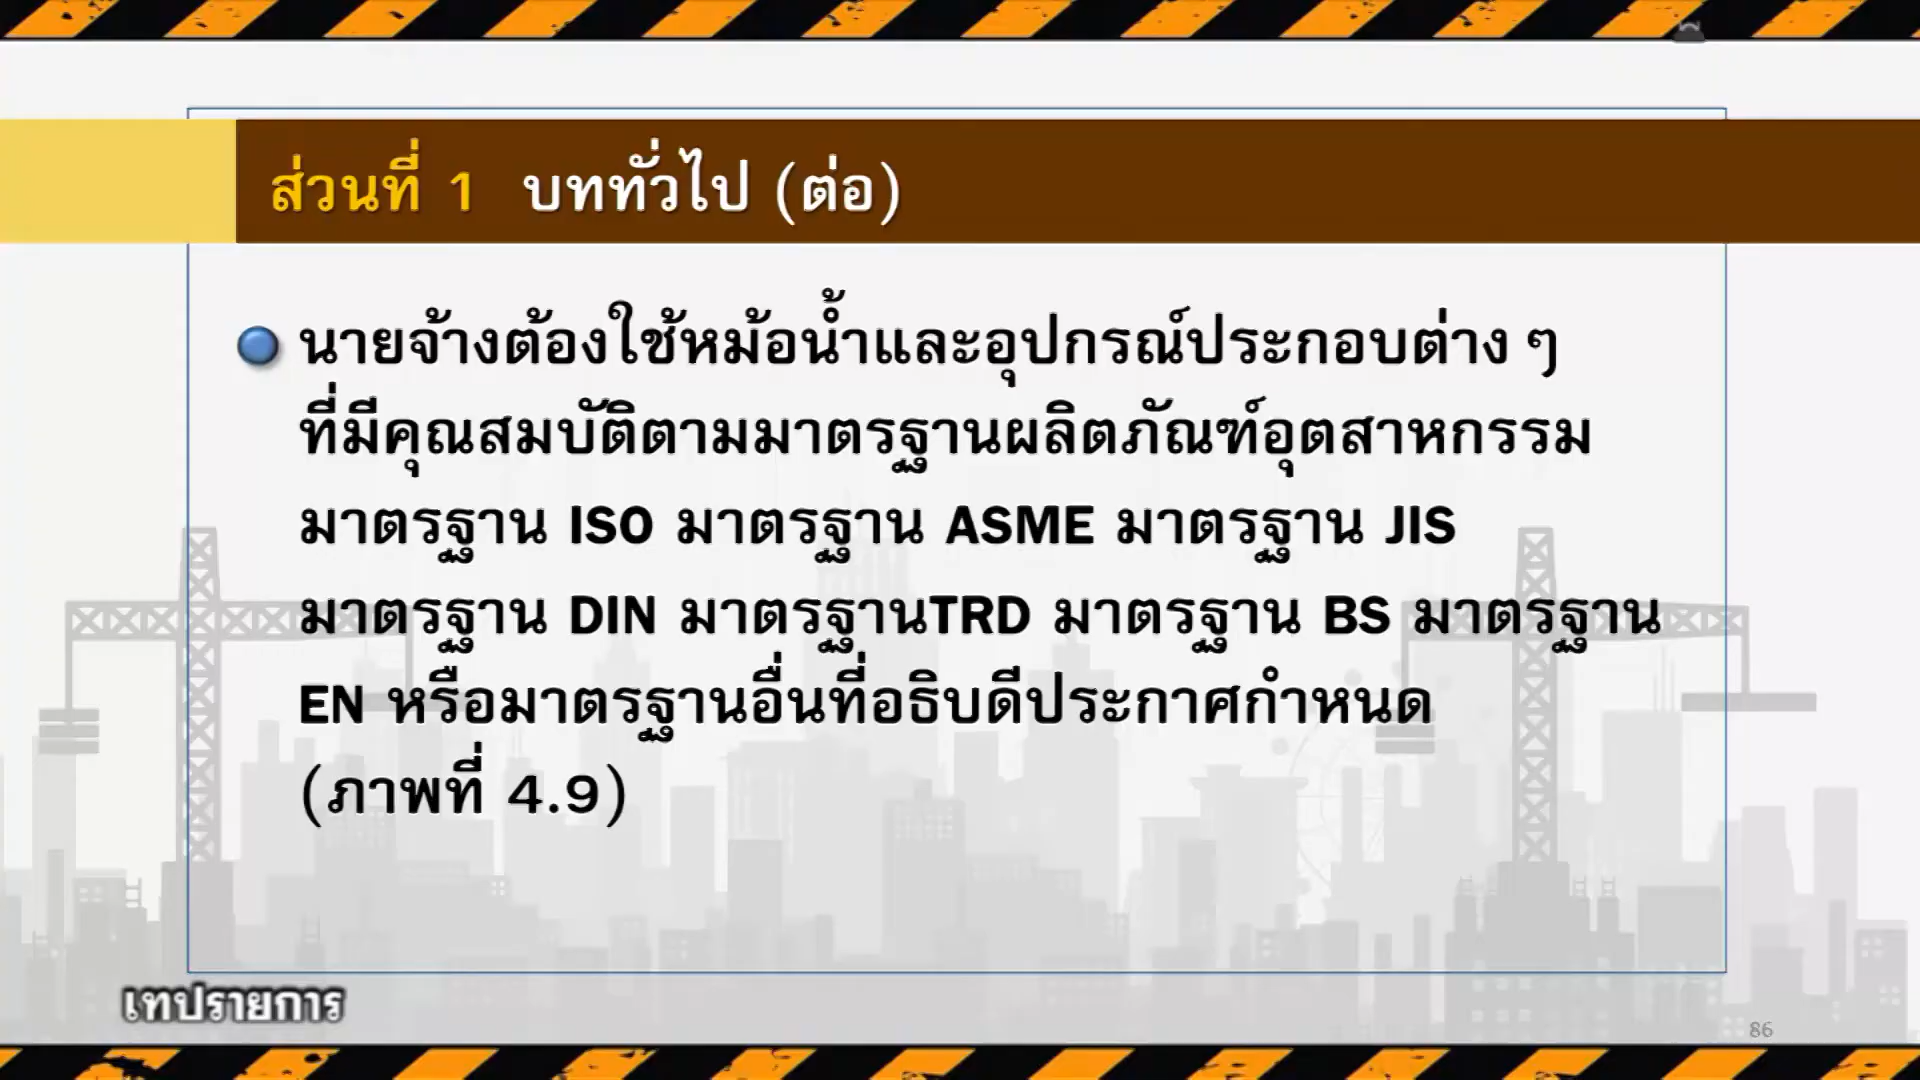 ส่วนที่ 1 บททั่วไป (ต่อ)
นายจ้างต้องใช้หม้อน้ำและอุปกรณ์ประกอบต่าง ๆ
ที่มีคุณสมบัติตามมาตรฐานผลิตภัณฑ์อุตสาหกรรม
มาตรฐาน ISO มาตรฐาน ASME มาตรฐาน JIS
มาตรฐาน DIN มาตรฐานTRD มาตรฐาน BS มาตรฐาน
EN หรือมาตรฐานอื่นที่อธิบดีประกาศกำหนด
(ภาพที่ 4.9)
เทปรายการ
86